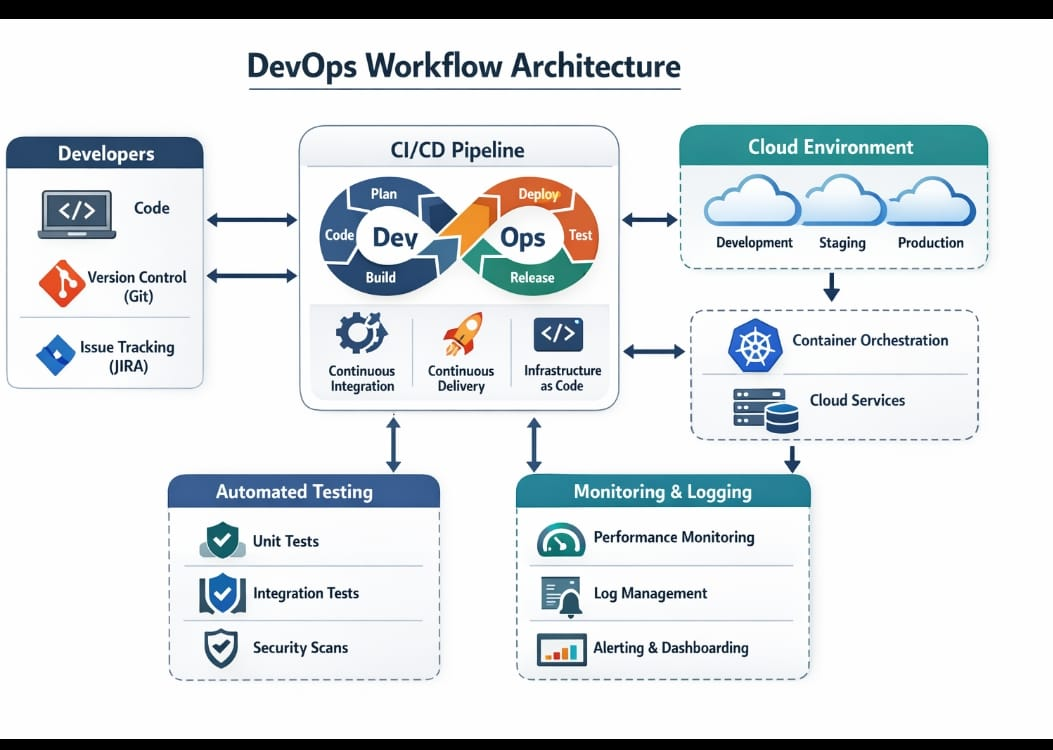 DevOps Workflow Architecture
Developers
</> Code
Version Control
(Git)
Issue Tracking
(JIRA)
CI/CD Pipeline
Plan
Code
Build
Dev
Ops
Deploy
Test
Release
Continuous
Integration
Continuous
Delivery
</>
Infrastructure
as Code
Cloud Environment
Development
Staging
Production
Container Orchestration
Cloud Services
Automated Testing
Unit Tests
Integration Tests
Security Scans
Monitoring & Logging
Performance Monitoring
Log Management
Alerting & Dashboarding